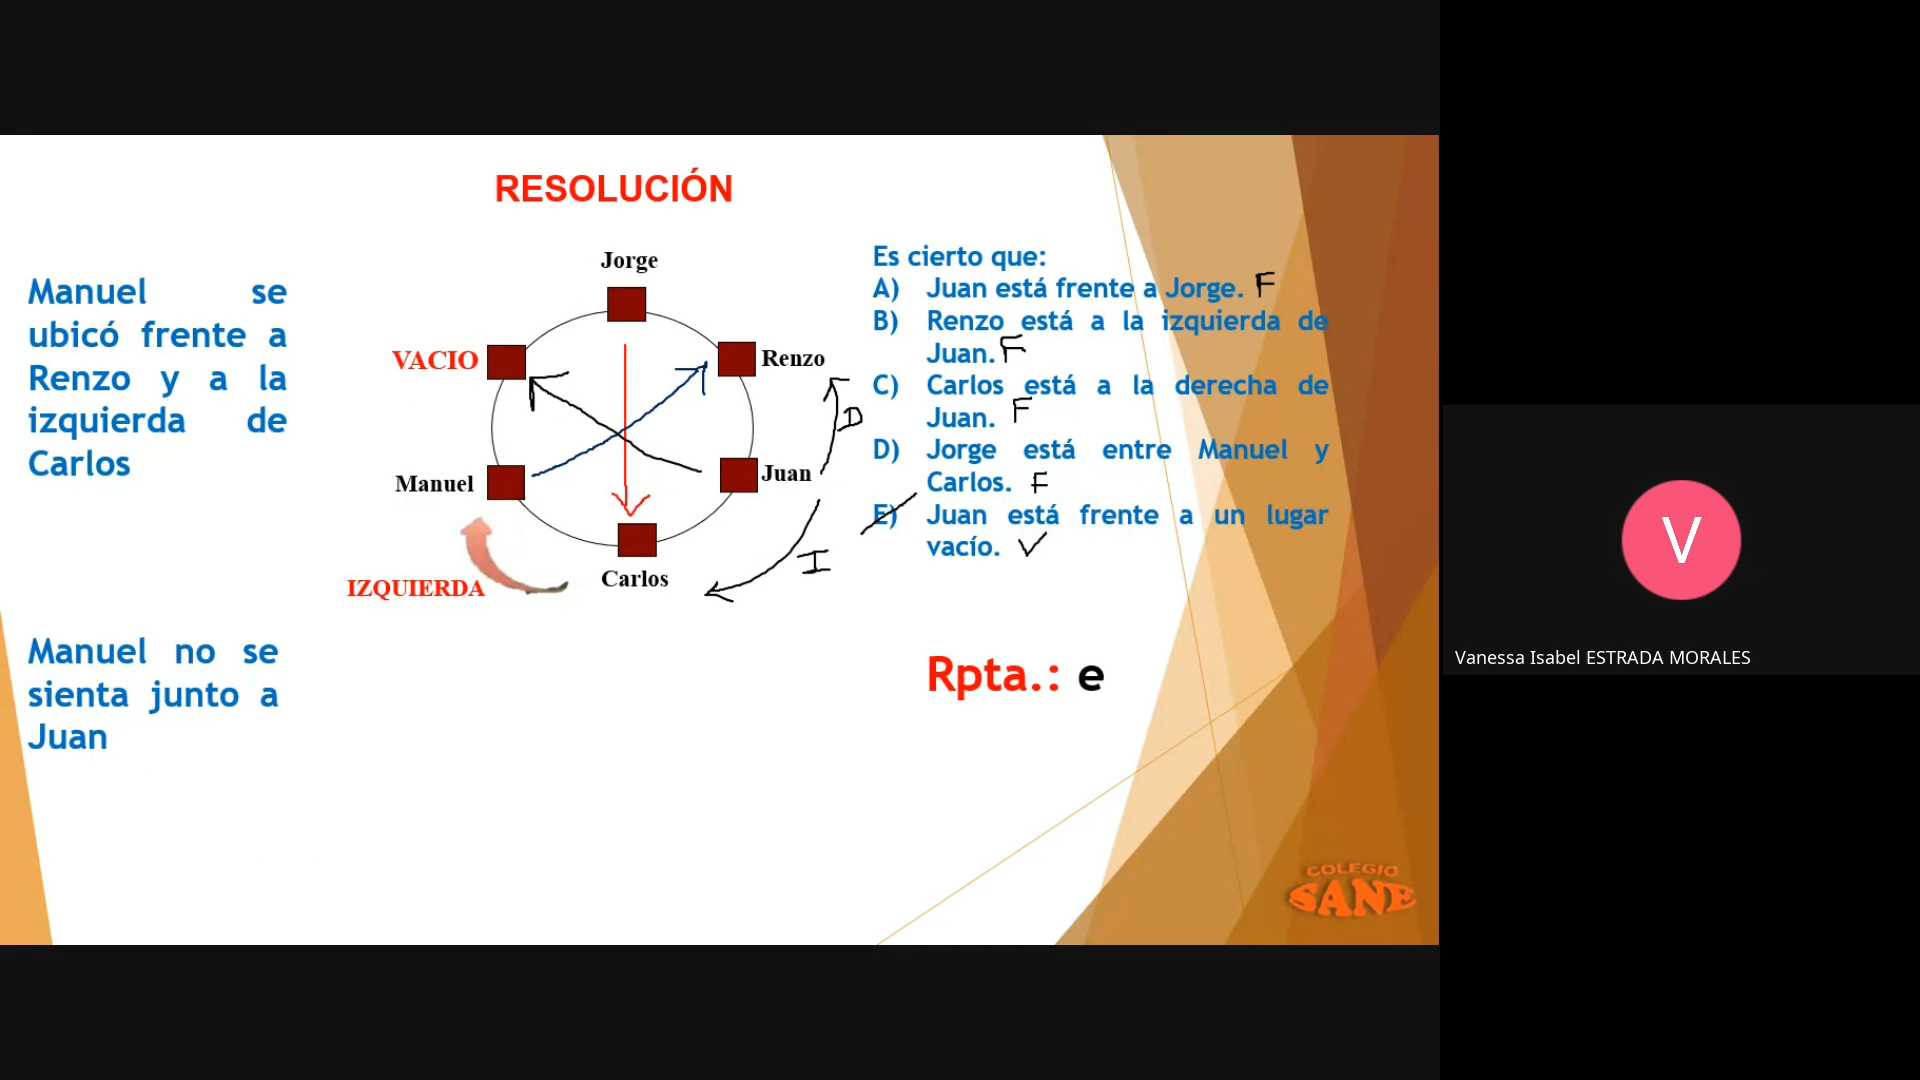 RESOLUCIÓN
Manuel se
ubicó frente a
Renzo y a la
izquierda de
Carlos
Manuel no se
sienta junto a
Juan
Jorge
VACIO
Renzo
Manuel
Juan
Carlos
IZQUIERDA
D
I
Es cierto que:
A) Juan está frente a Jorge. F
B) Renzo está a la izquierda de
Juan. F
C) Carlos está a la derecha de
Juan. F
D) Jorge está entre Manuel y
Carlos. F
E) Juan está frente a un lugar
vacío. V
Rpta.: e
COLEGIO
SANE
V
Vanessa Isabel ESTRADA MORALES